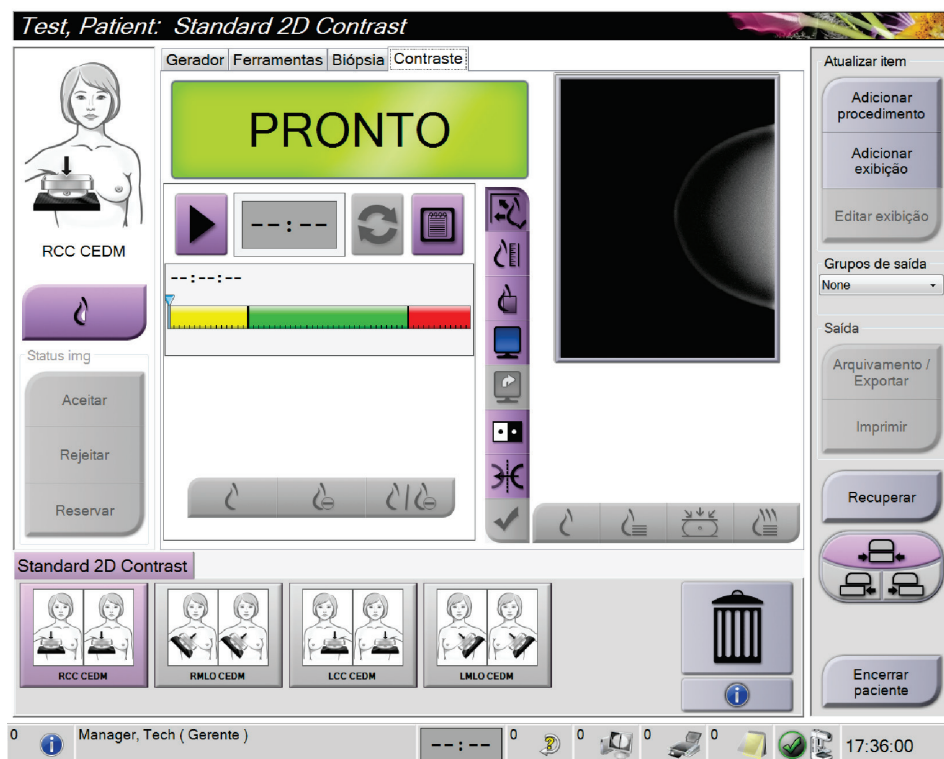 Test, Patient: Standard 2D Contrast
Gerador Ferramentas Biópsia Contraste
PRONTO
RCC CEDM
--:--
--:--:--
Status img
Aceitar
Rejeitar
Reservar
Atualizar item
Adicionar
procedimento
Adicionar
exibição
Editar exibição
Grupos de saída
None
Saída
Arquivamento /
Exportar
Imprimir
Recuperar
Encerrar
paciente
Standard 2D Contrast
RCC CEDM
RMLO CEDM
LCC CEDM
LMLO CEDM
0 Manager, Tech ( Gerente ) --:-- 0 0 0 0 17:36:00